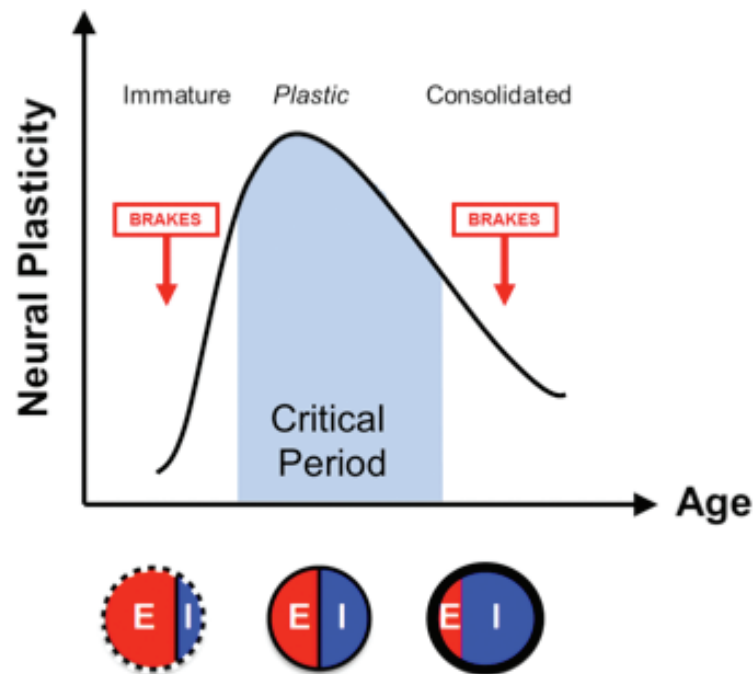 Immature Plastic Consolidated
Neural Plasticity
BRAKES BRAKES
Critical
Period
Age
E I E I E I